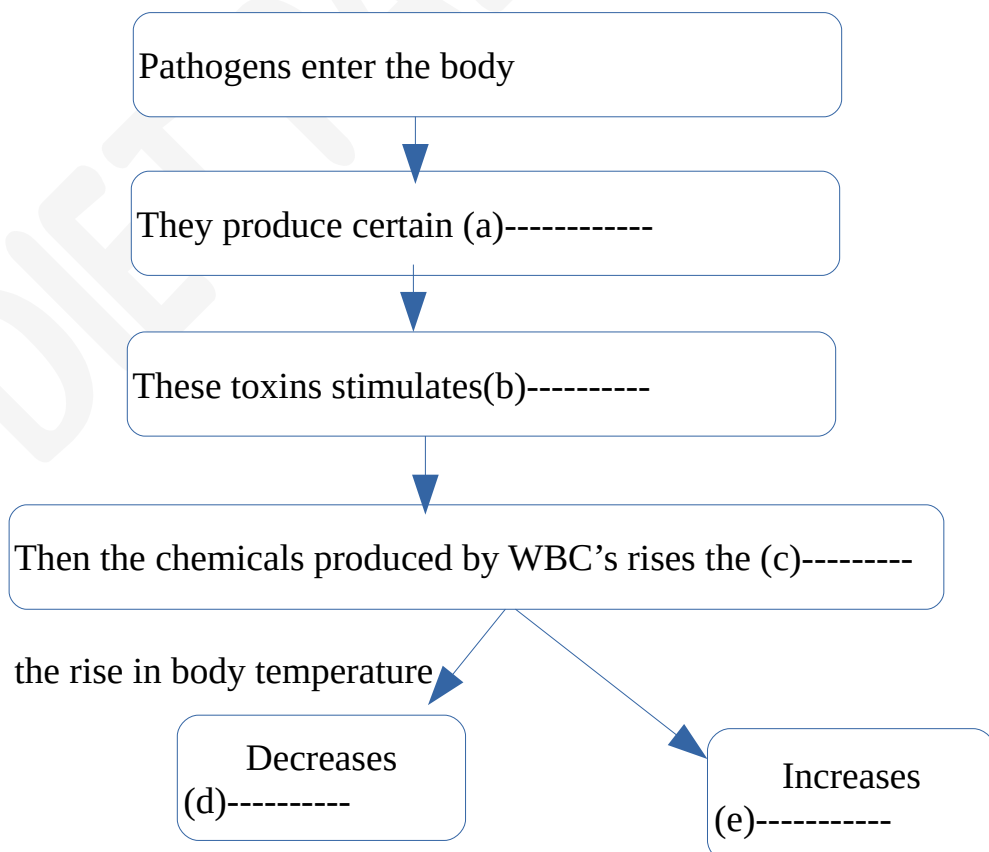 Pathogens enter the body
They produce certain (a)------------
These toxins stimulates(b)----------
Then the chemicals produced by WBC’s rises the (c)---------
the rise in body temperature
Decreases
(d)----------
Increases
(e)-----------